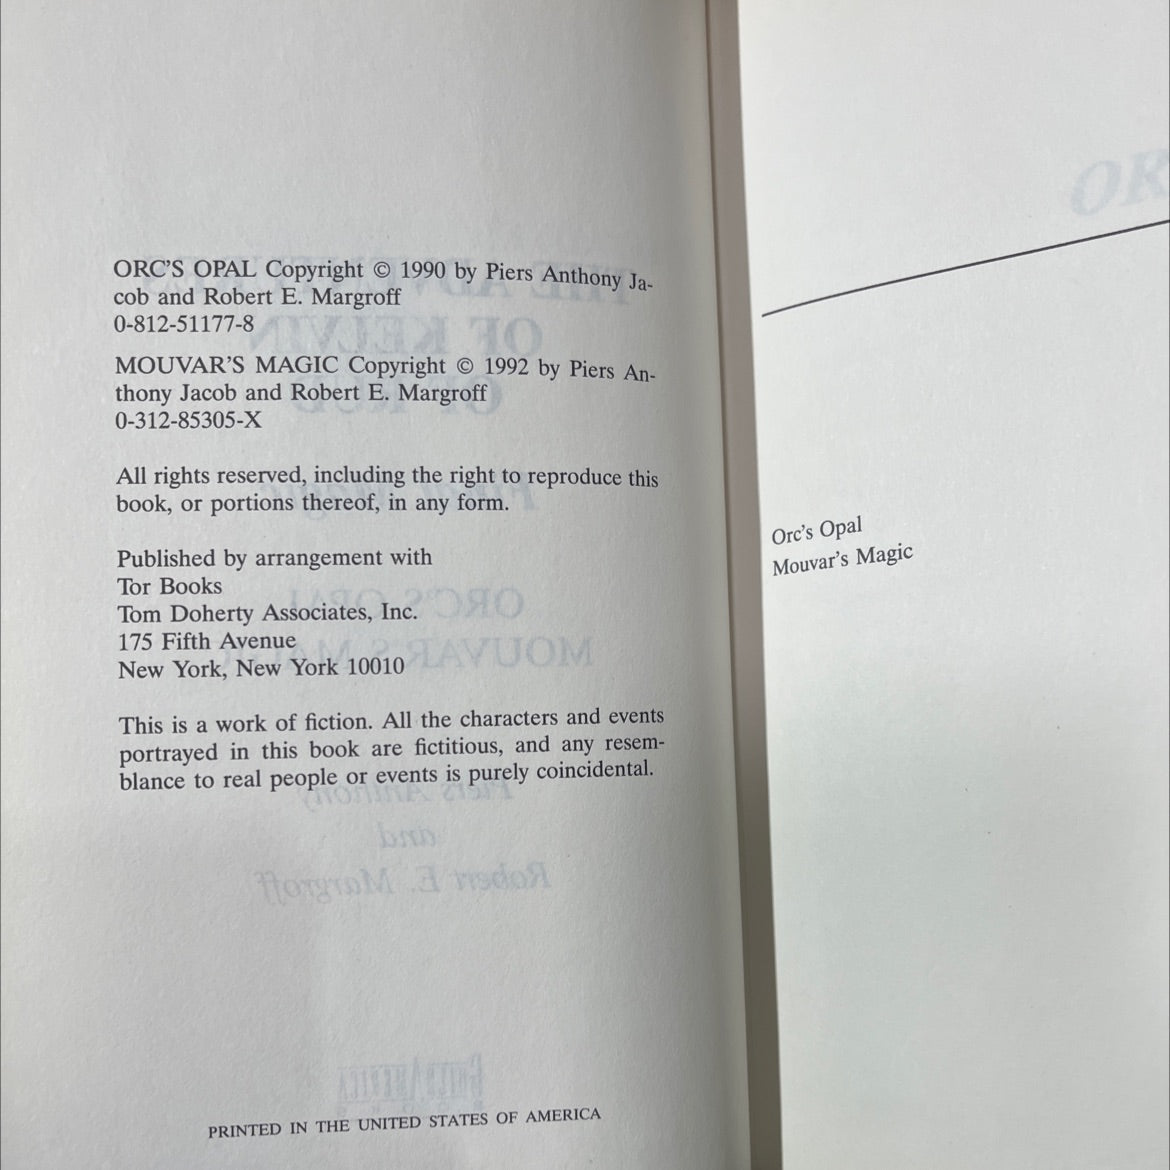 ORC'S OPAL Copyright © 1990 by Piers Anthony Ja-
cob and Robert E. Margroff
0-812-51177-8
MOUVAR'S MAGIC Copyright © 1992 by Piers An-
thony Jacob and Robert E. Margroff
0-312-85305-X
All rights reserved, including the right to reproduce this
book, or portions thereof, in any form.
Published by arrangement with
Tor Books
Tom Doherty Associates, Inc.
175 Fifth Avenue
New York, New York 10010
This is a work of fiction. All the characters and events
portrayed in this book are fictitious, and any resem-
blance to real people or events is purely coincidental.
PRINTED IN THE UNITED STATES OF AMERICA
Orc's Opal
Mouvar's Magic